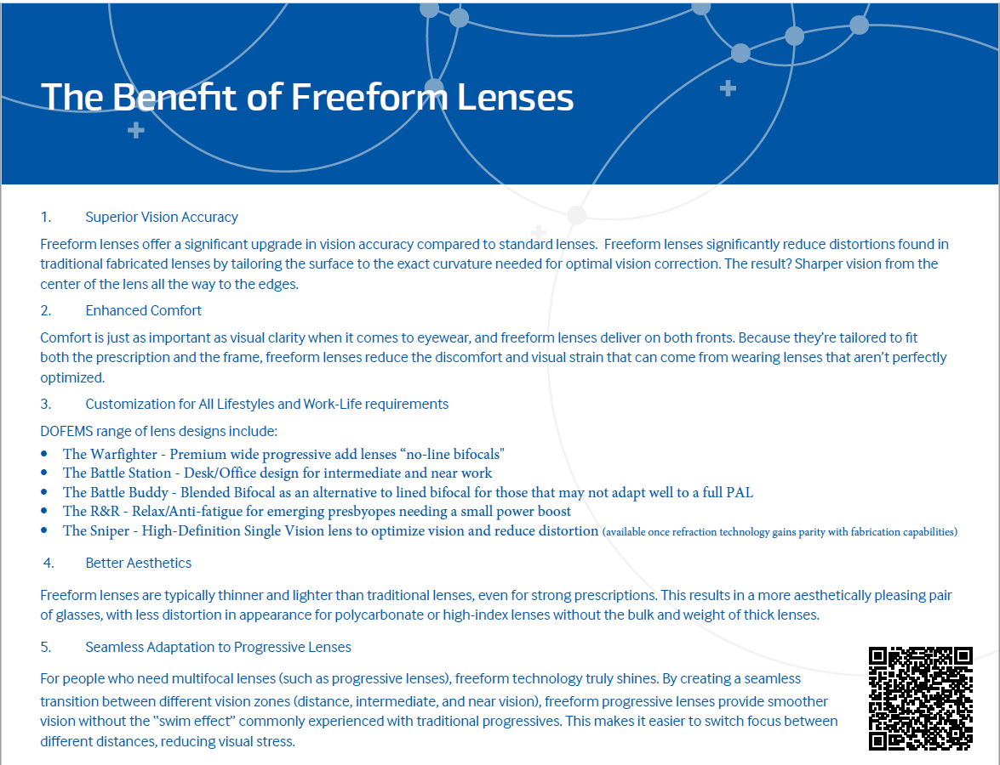 The Benefit of Freeform Lenses
1. Superior Vision Accuracy
Freeform lenses offer a significant upgrade in vision accuracy compared to standard lenses.  Freeform lenses significantly reduce distortions found in
traditional fabricated lenses by tailoring the surface to the exact curvature needed for optimal vision correction. The result? Sharper vision from the
center of the lens all the way to the edges.
2. Enhanced Comfort
Comfort is just as important as visual clarity when it comes to eyewear, and freeform lenses deliver on both fronts. Because they’re tailored to fit
both the prescription and the frame, freeform lenses reduce the discomfort and visual strain that can come from wearing lenses that aren’t perfectly
optimized.
3. Customization for All Lifestyles and Work-Life requirements
DOFEMS range of lens designs include:
• The Warfighter - Premium wide progressive add lenses “no-line bifocals"
• The Battle Station - Desk/Office design for intermediate and near work
• The Battle Buddy - Blended Bifocal as an alternative to lined bifocal for those that may not adapt well to a full PAL
• The R&R - Relax/Anti-fatigue for emerging presbyopes needing a small power boost
• The Sniper - High-Definition Single Vision lens to optimize vision and reduce distortion (available once refraction technology gains parity with fabrication capabilities)
4. Better Aesthetics
Freeform lenses are typically thinner and lighter than traditional lenses, even for strong prescriptions. This results in a more aesthetically pleasing pair
of glasses, with less distortion in appearance for polycarbonate or high-index lenses without the bulk and weight of thick lenses.
5. Seamless Adaptation to Progressive Lenses
For people who need multifocal lenses (such as progressive lenses), freeform technology truly shines. By creating a seamless
transition between different vision zones (distance, intermediate, and near vision), freeform progressive lenses provide smoother
vision without the “swim effect” commonly experienced with traditional progressives. This makes it easier to switch focus between
different distances, reducing visual stress.